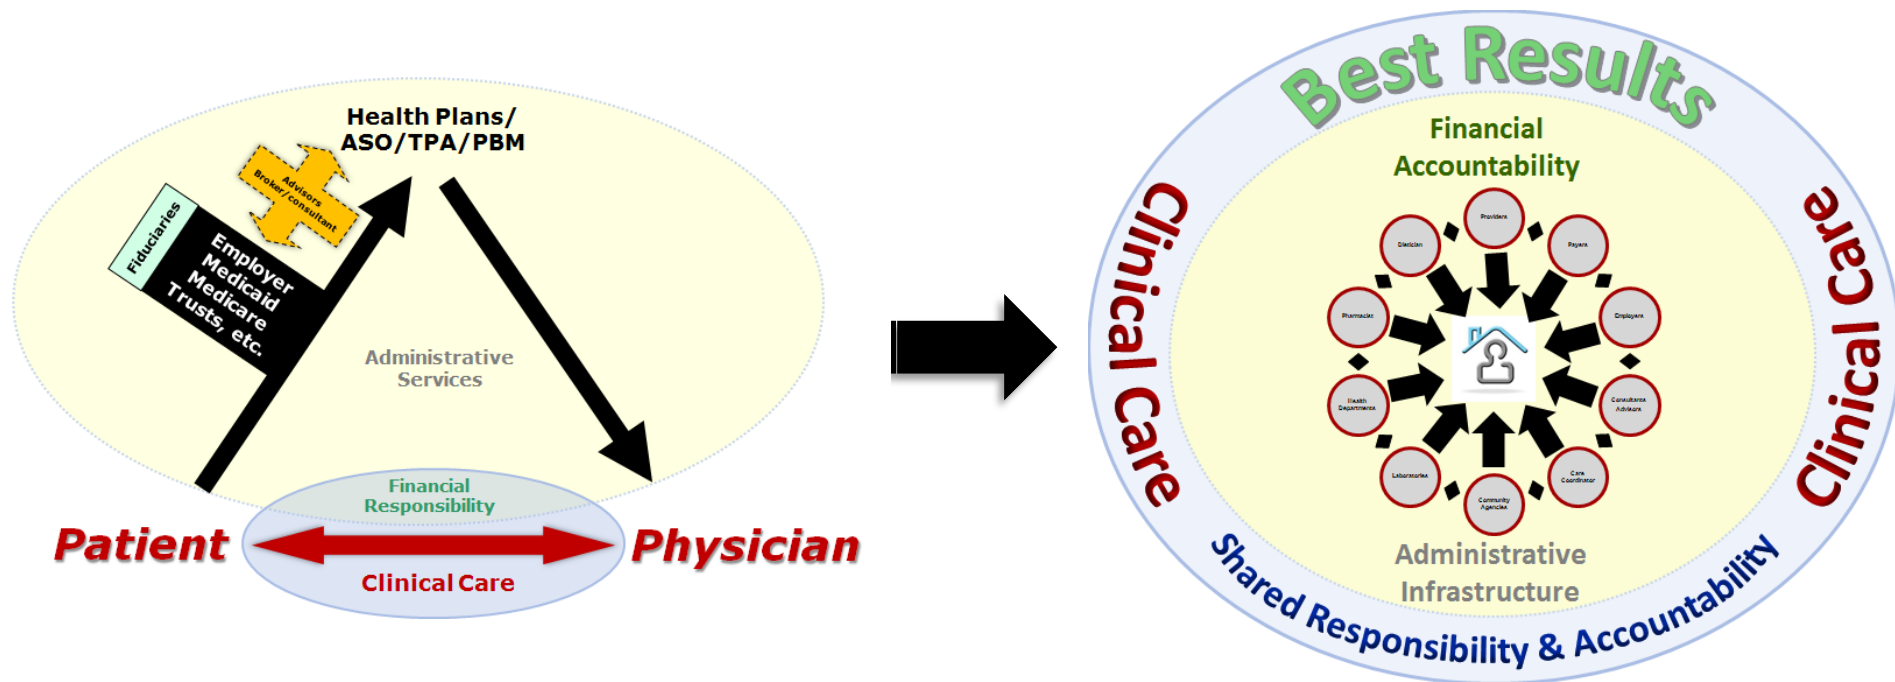 Health Plans/
ASO/TPA/PBM
Advisors
Broker/consultant
Fiduciaries
Employer
Medicaid
Medicare
Trusts, etc.
Administrative
Services
Financial
Responsibility
Patient
Physician
Clinical Care
Best Results
Financial
Accountability
Clinical Care
Clinical Care
Providers
Dietician
Payers
Pharmacist
Employers
Health
Departments
Consultants
Advisors
Laboratories
Care
Coordinator
Community
Agencies
Administrative
Infrastructure
Shared Responsibility & Accountability